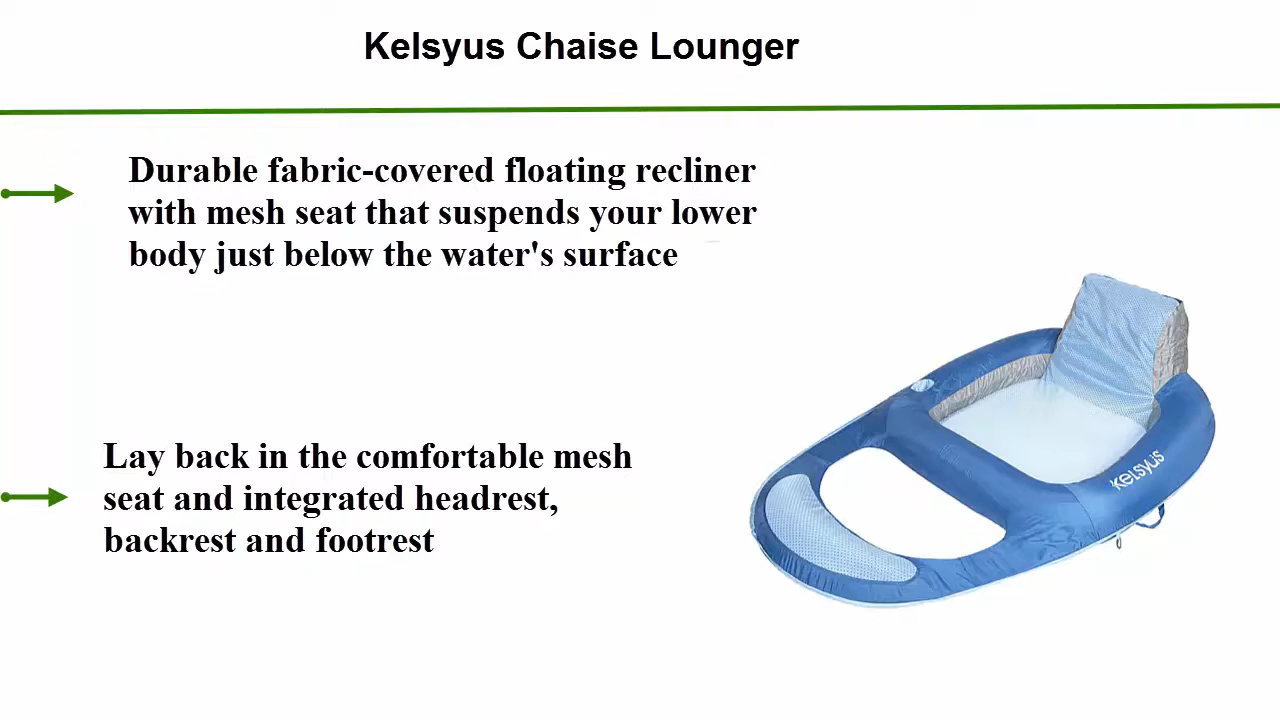 Kelsyus Chaise Lounger
Durable fabric-covered floating recliner
with mesh seat that suspends your lower
body just below the water's surface
Lay back in the comfortable mesh
seat and integrated headrest,
backrest and footrest
kelsyus